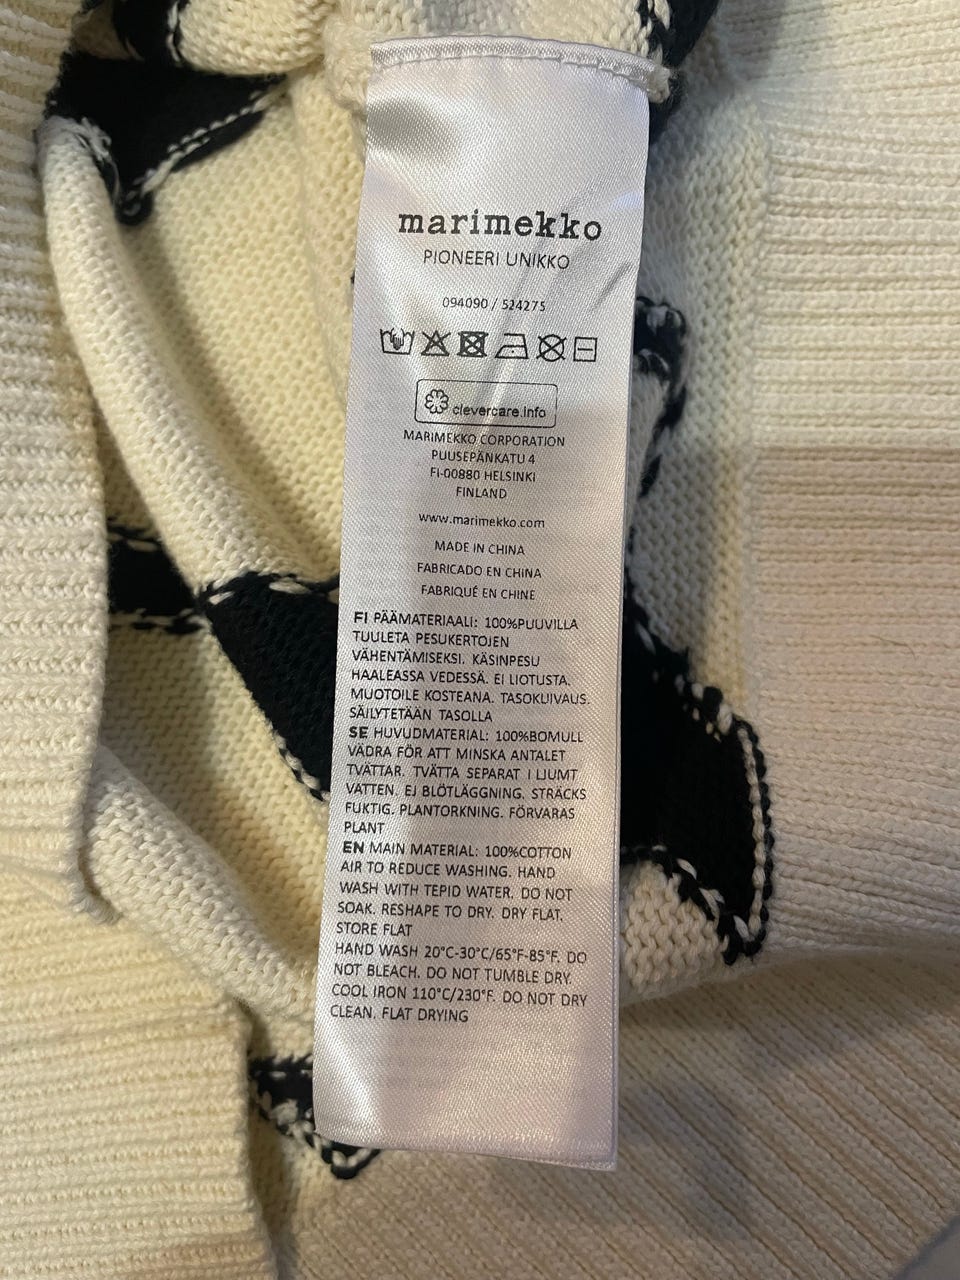 marimekko
PIONEERI UNIKKO
094090 / 524275
clevercare.info
MARIMEKKO CORPORATION
PUUSEPÄNKATU 4
FI-00880 HELSINKI
FINLAND
www.marimekko.com
MADE IN CHINA
FABRICADO EN CHINA
FABRIQUÉ EN CHINE
FI PÄÄMATERIAALI: 100%PUUVILLA
TUULETA PESUKERTOJEN
VÄHENTÄMISEKSI. KÄSINPESU
HAALEASSA VEDESSÄ. EI LIOTUSTA.
MUOTOILE KOSTEANA. TASOKUIVAUS.
SÄILYTETÄÄN TASOLLA
SE HUVUDMATERIAL: 100%BOMULL
VÄDRA FÖR ATT MINSKA ANTALET
TVÄTTAR. TVÄTTA SEPARAT I LJUMT
VATTEN. EJ BLÖTLÄGGNING. STRÄCKS
FUKTIG. PLANTORKNING. FÖRVARAS
PLANT
EN MAIN MATERIAL: 100%COTTON
AIR TO REDUCE WASHING. HAND
WASH WITH TEPID WATER. DO NOT
SOAK. RESHAPE TO DRY. DRY FLAT.
STORE FLAT
HAND WASH 20°C-30°C/65°F-85°F. DO
NOT BLEACH. DO NOT TUMBLE DRY.
COOL IRON 110°C/230°F. DO NOT DRY
CLEAN. FLAT DRYING